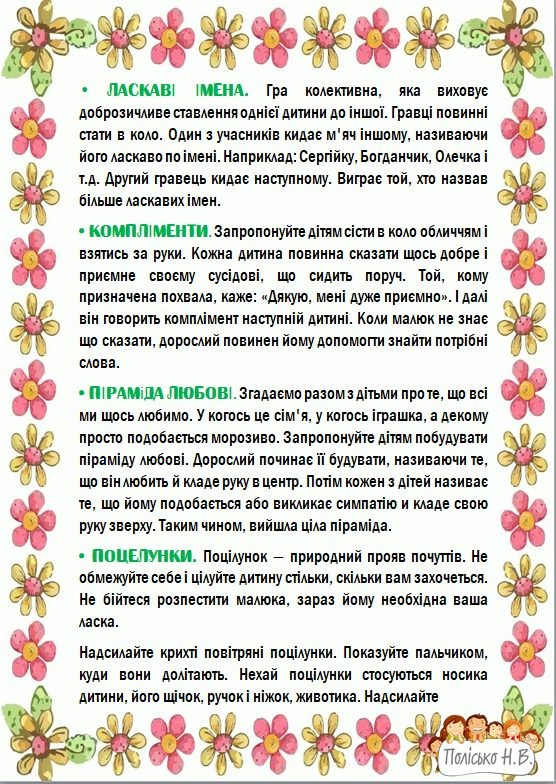 • ЛАСКАВІ ІМЕНА. Гра колективна, яка виховує
доброзичливе ставлення однієї дитини до іншої. Гравці повинні
стати в коло. Один з учасників кидає м'яч іншому, називаючи
його ласкаво по імені. Наприклад: Сергійку, Богданчик, Олечка і
т.д. Другий гравець кидає наступному. Виграє той, хто назвав
більше ласкавих імен.
• КОМПЛІМЕНТИ. Запропонуйте дітям сісти в коло обличчям і
взятись за руки. Кожна дитина повинна сказати щось добре і
приємне своєму сусідові, що сидить поруч. Той, кому
призначена похвала, каже: «Дякую, мені дуже приємно». І далі
він говорить комплімент наступній дитині. Коли малюк не знає
що сказати, дорослий повинен йому допомогти знайти потрібні
слова.
• ПІРАМіДА ЛЮБОВІ. Згадаємо разом з дітьми про те, що всі
ми щось любимо. У когось це сім'я, у когось іграшка, а декому
просто подобається морозиво. Запропонуйте дітям побудувати
піраміду любові. Дорослий починає її будувати, називаючи те,
що він любить й кладе руку в центр. Потім кожен з дітей називає
те, що йому подобається або викликає симпатію и кладе свою
руку зверху. Таким чином, вийшла ціла піраміда.
• ПОЦЕЛУНКИ. Поцілунок — природний прояв почуттів. Не
обмежуйте себе і цілуйте дитину стільки, скільки вам захочеться.
Не бійтеся розпестити малюка, зараз йому необхідна ваша
ласка.
Надсилайте крихті повітряні поцілунки. Показуйте пальчиком,
куди вони долітають. Нехай поцілунки стосуються носика
дитини, його щічок, ручок і ніжок, животика. Надсилайте
Полісько Н.В.